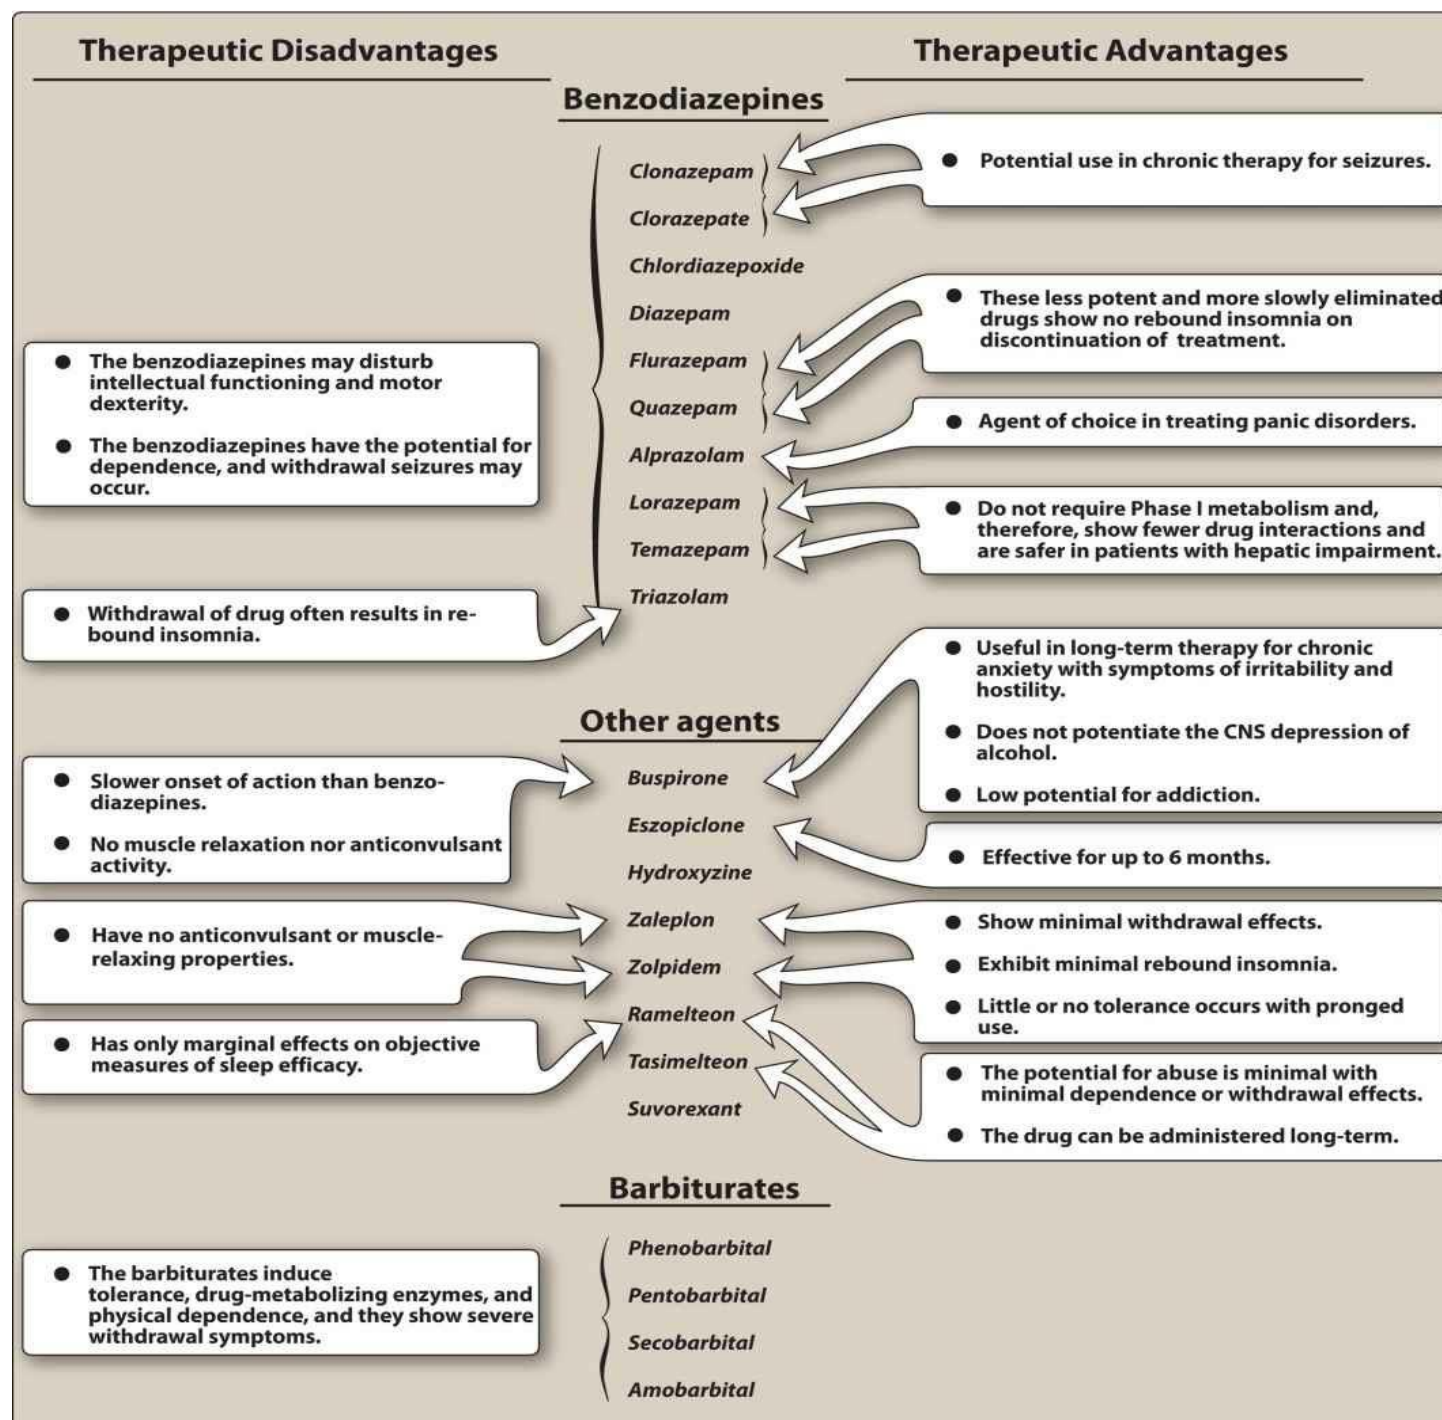 Therapeutic Disadvantages
Therapeutic Advantages
Benzodiazepines
Clonazepam
Clorazepate
Chlordiazepoxide
Diazepam
Flurazepam
Quazepam
Alprazolam
Lorazepam
Temazepam
Triazolam
● Potential use in chronic therapy for seizures.
● These less potent and more slowly eliminated
drugs show no rebound insomnia on
discontinuation of treatment.
● Agent of choice in treating panic disorders.
● Do not require Phase I metabolism and,
therefore, show fewer drug interactions and
are safer in patients with hepatic impairment.
● The benzodiazepines may disturb
intellectual functioning and motor
dexterity.
● The benzodiazepines have the potential for
dependence, and withdrawal seizures may
occur.
● Withdrawal of drug often results in re-
bound insomnia.
Other agents
Buspirone
Eszopiclone
Hydroxyzine
Zaleplon
Zolpidem
Ramelteon
Tasimelteon
Suvorexant
● Useful in long-term therapy for chronic
anxiety with symptoms of irritability and
hostility.
● Does not potentiate the CNS depression of
alcohol.
● Low potential for addiction.
● Effective for up to 6 months.
● Show minimal withdrawal effects.
● Exhibit minimal rebound insomnia.
● Little or no tolerance occurs with pronged
use.
● The potential for abuse is minimal with
minimal dependence or withdrawal effects.
● The drug can be administered long-term.
● Slower onset of action than benzo-
diazepines.
● No muscle relaxation nor anticonvulsant
activity.
● Have no anticonvulsant or muscle-
relaxing properties.
● Has only marginal effects on objective
measures of sleep efficacy.
Barbiturates
Phenobarbital
Pentobarbital
Secobarbital
Amobarbital
● The barbiturates induce
tolerance, drug-metabolizing enzymes, and
physical dependence, and they show severe
withdrawal symptoms.